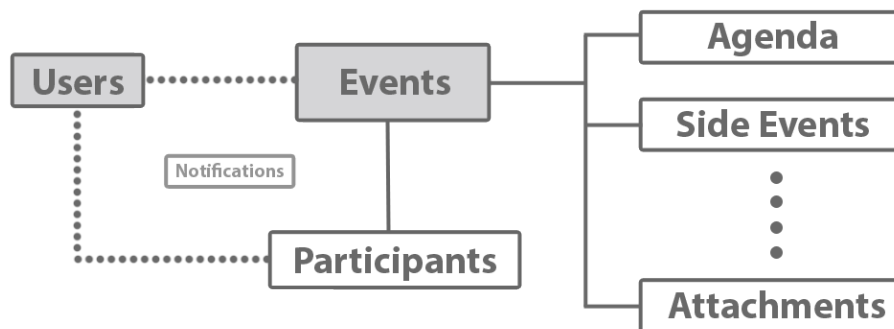 Agenda
Users
Events
Side Events
Notifications
Participants
Attachments